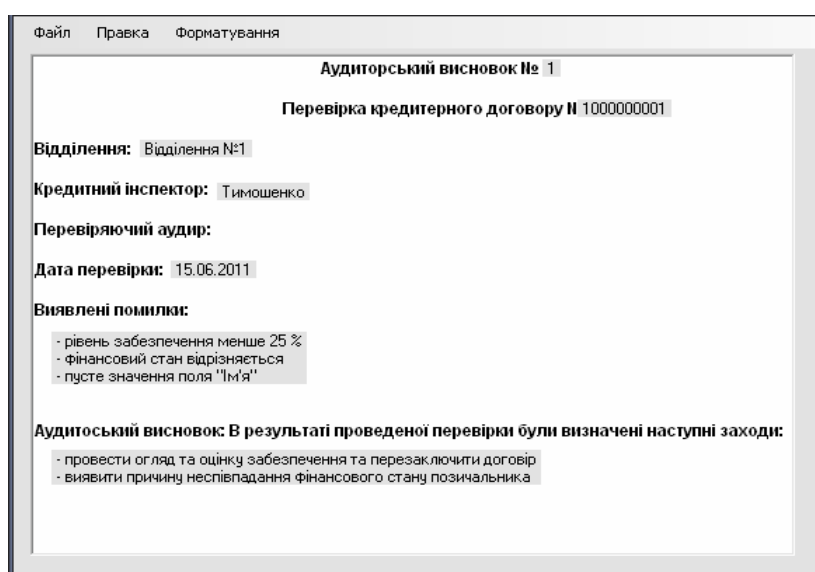 Файл Правка Форматування
Аудиторський висновок № 1
Перевірка кредитерного договору N 1000000001
Відділення: Відділення №1
Кредитний інспектор: Тимошенко
Перевіряючий аудир:
Дата перевірки: 15.06.2011
Виявлені помилки:
- рівень забезпечення менше 25 %
- фінансовий стан відрізняється
- пусте значення поля "Ім'я"
Аудитоський висновок: В результаті проведеної перевірки були визначені наступні заходи:
- провести огляд та оцінку забезпечення та перезаключити договір
- виявити причину неспівпадання фінансового стану позичальника